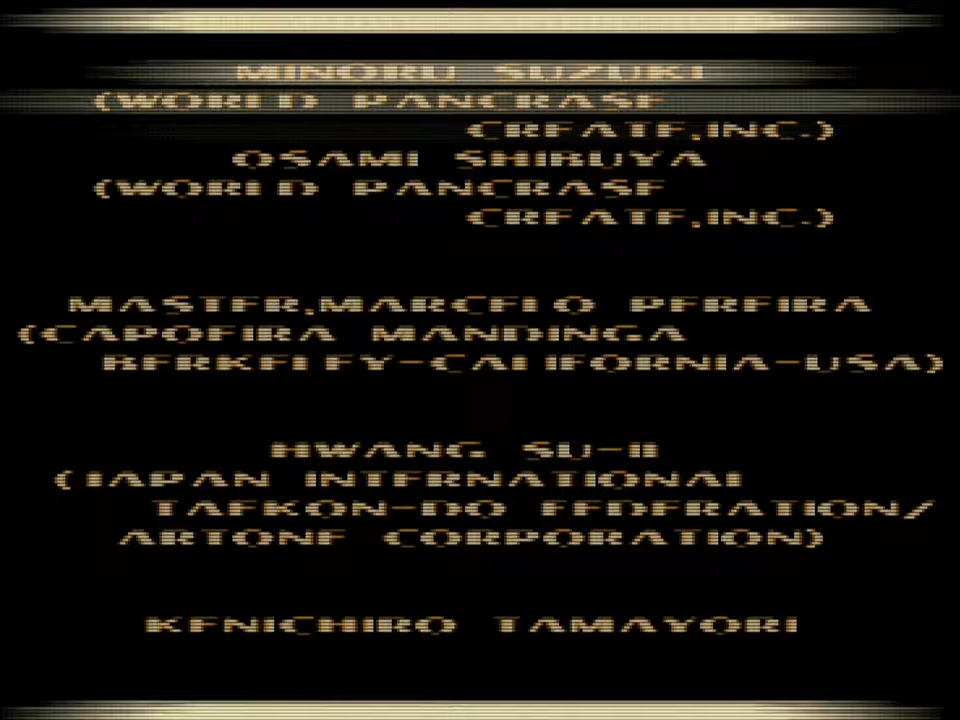 MINORU SUZUKI
(WORLD PANCRASE
CREATE,INC.)
OSAMI SHIBUYA
(WORLD PANCRASE
CREATE,INC.)
MASTER.MARCELO PEREIRA
(CAPOEIRA MANDINGA
BERKELEY-CALIFORNIA-USA)
HWANG SU-IL
(JAPAN INTERNATIONAL
TAEKON-DO FEDERATION/
ARTONE CORPORATION)
KENICHIRO TAMAYORI